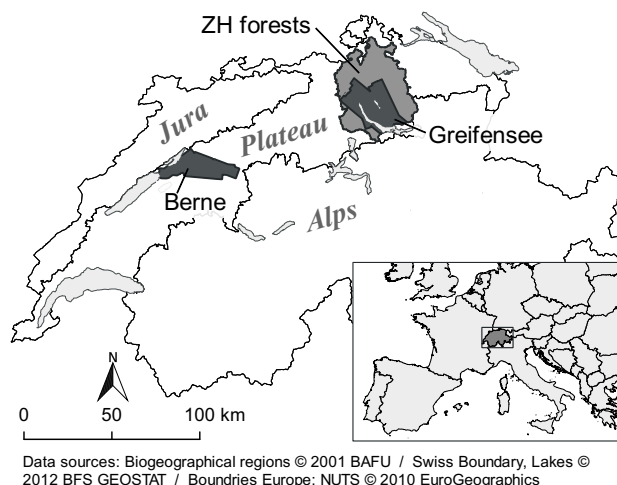 ZH forests
Jura
Plateau
Greifensee
Berne
Alps
N
0 50 100 km
Data sources: Biogeographical regions © 2001 BAFU / Swiss Boundary, Lakes ©
2012 BFS GEOSTAT / Boundries Europe: NUTS © 2010 EuroGeographics